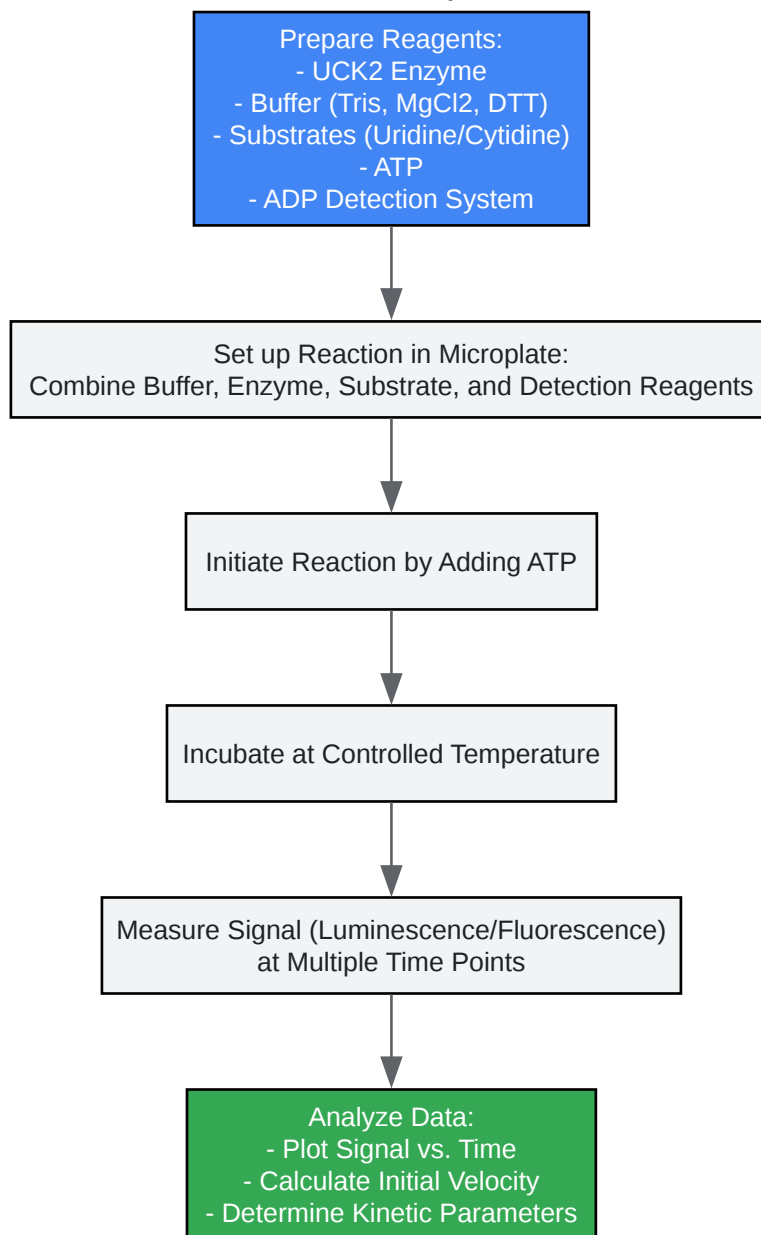 Prepare Reagents:
- UCK2 Enzyme
- Buffer (Tris, MgCl2, DTT)
- Substrates (Uridine/Cytidine)
- ATP
- ADP Detection System
Set up Reaction in Microplate:
Combine Buffer, Enzyme, Substrate, and Detection Reagents
Initiate Reaction by Adding ATP
Incubate at Controlled Temperature
Measure Signal (Luminescence/Fluorescence)
at Multiple Time Points
Analyze Data:
- Plot Signal vs. Time
- Calculate Initial Velocity
- Determine Kinetic Parameters